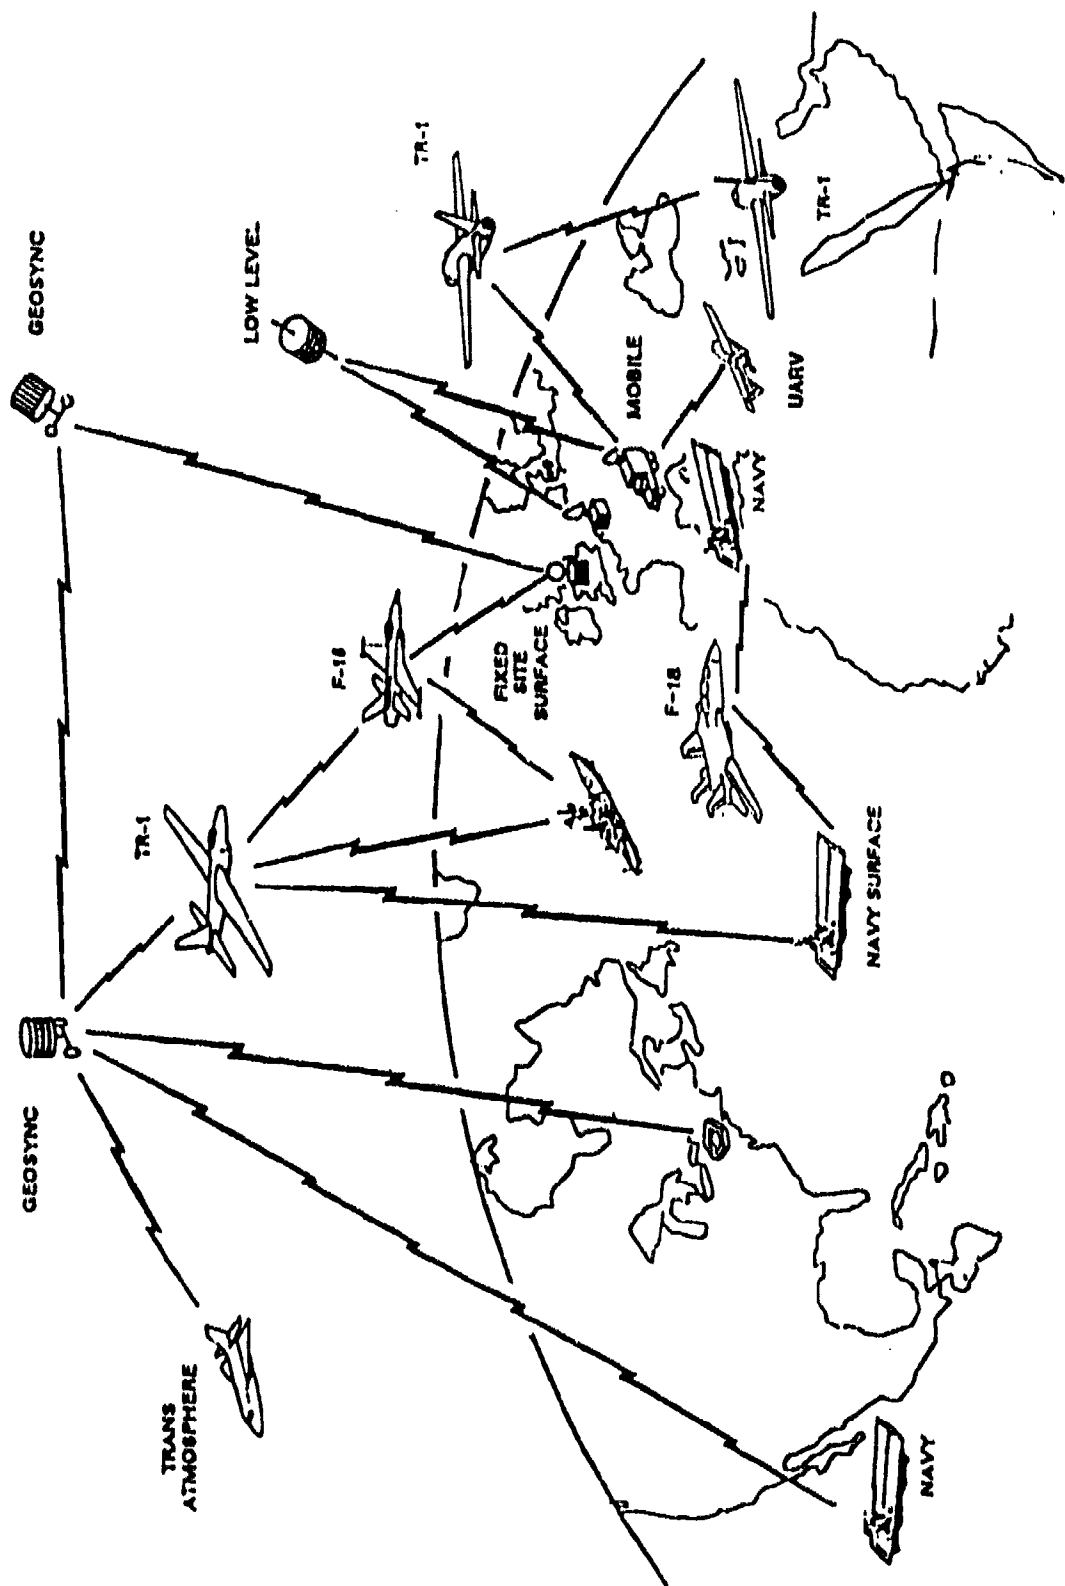 GEOSYNC
GEOSYNC
TR-1
TRANS
ATMOSPHERE
LOW LEVEL
F-16
TR-1
FIXED
SITE
SURFACE
MOBILE
F-18
NAVY
UARV
TR-1
NAVY SURFACE
NAVY